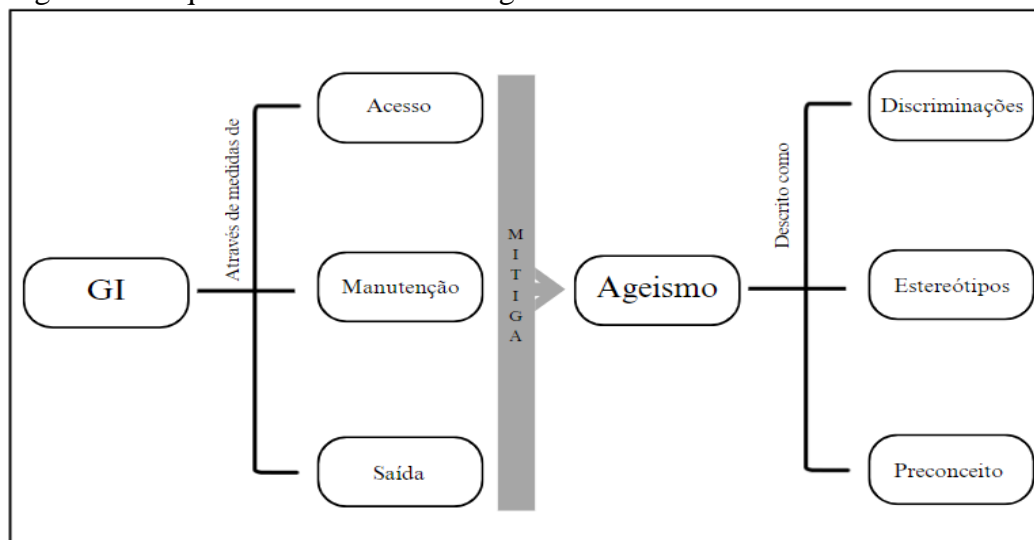 GI
Através de medidas de
Acesso
Manutenção
Saída
MITIGA
Ageismo
Descrito como
Discriminações
Estereótipos
Preconceito